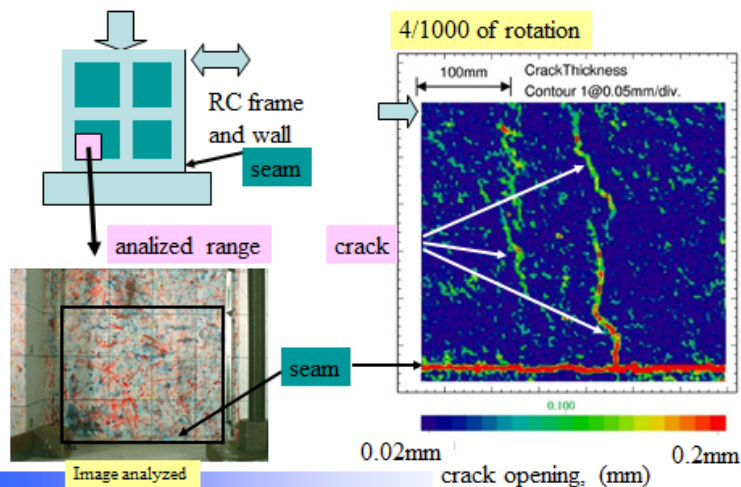 4/1000 of rotation
RC frame
and wall
seam
analized range
100mm
CrackThickness
Contour 1@0.05mm/div.
crack
seam
0.100
0.02mm
0.2mm
crack opening, (mm)
Image analyzed